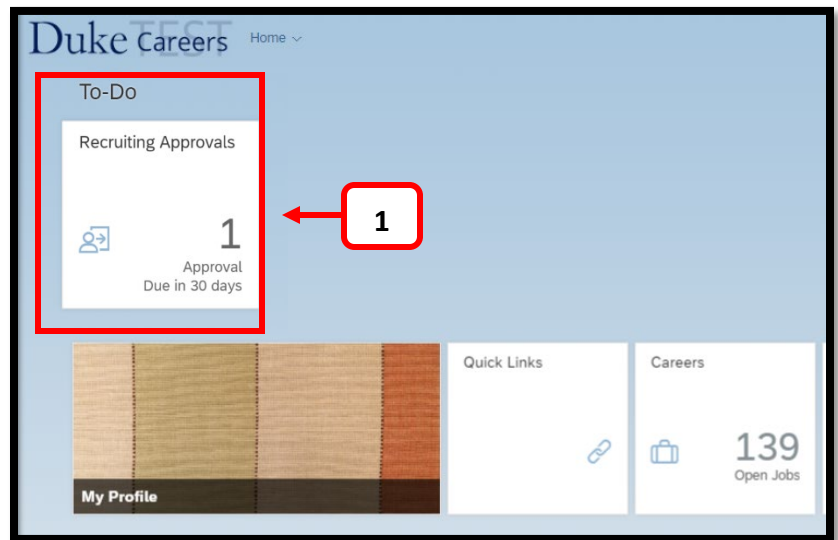 Duke Careers TEST Home
To-Do
Recruiting Approvals
1
1
Approval
Due in 30 days
Quick Links
Careers
139
Open Jobs
My Profile